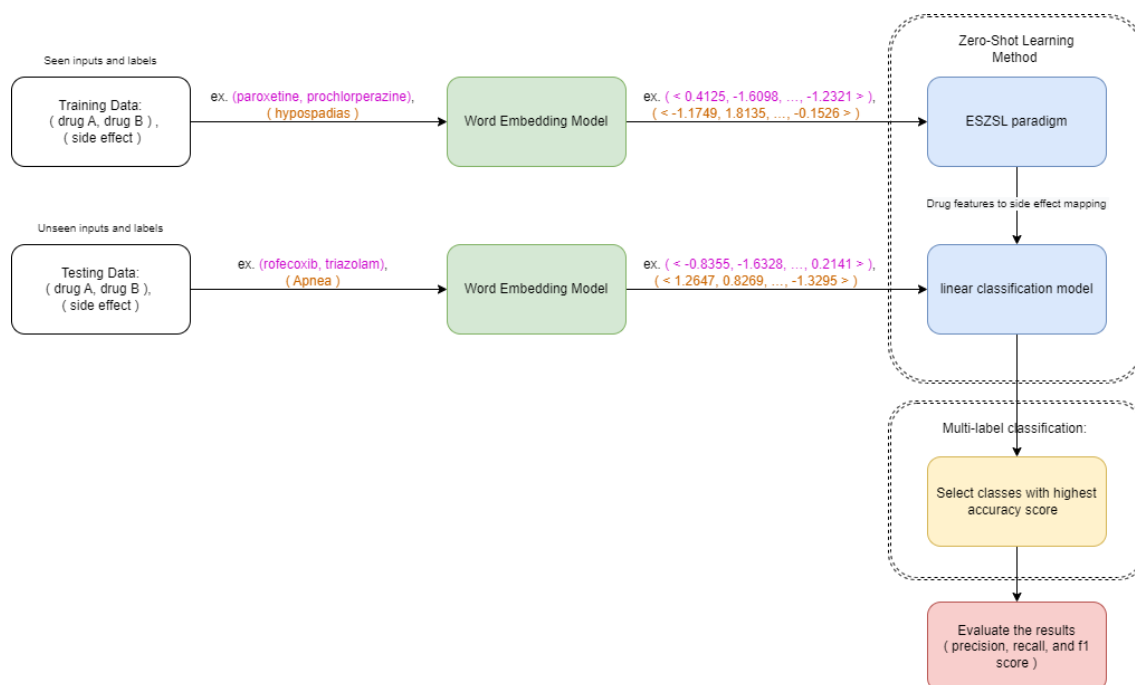 Zero-Shot Learning
Method
Seen inputs and labels
Training Data:
( drug A, drug B ) ,
( side effect )
ex. (paroxetine, prochlorperazine),
( hypospadias )
Word Embedding Model
ex. ( < 0.4125, -1.6098, ..., -1.2321 > ),
( < -1.1749, 1.8135, ..., -0.1526 > )
ESZSL paradigm
Drug features to side effect mapping
Unseen inputs and labels
Testing Data:
( drug A, drug B ),
( side effect )
ex. (rofecoxib, triazolam),
( Apnea )
Word Embedding Model
ex. ( < -0.8355, -1.6328, ..., 0.2141 > ),
( < 1.2647, 0.8269, ..., -1.3295 > )
linear classification model
Multi-label classification:
Select classes with highest
accuracy score
Evaluate the results
( precision, recall, and f1
score )